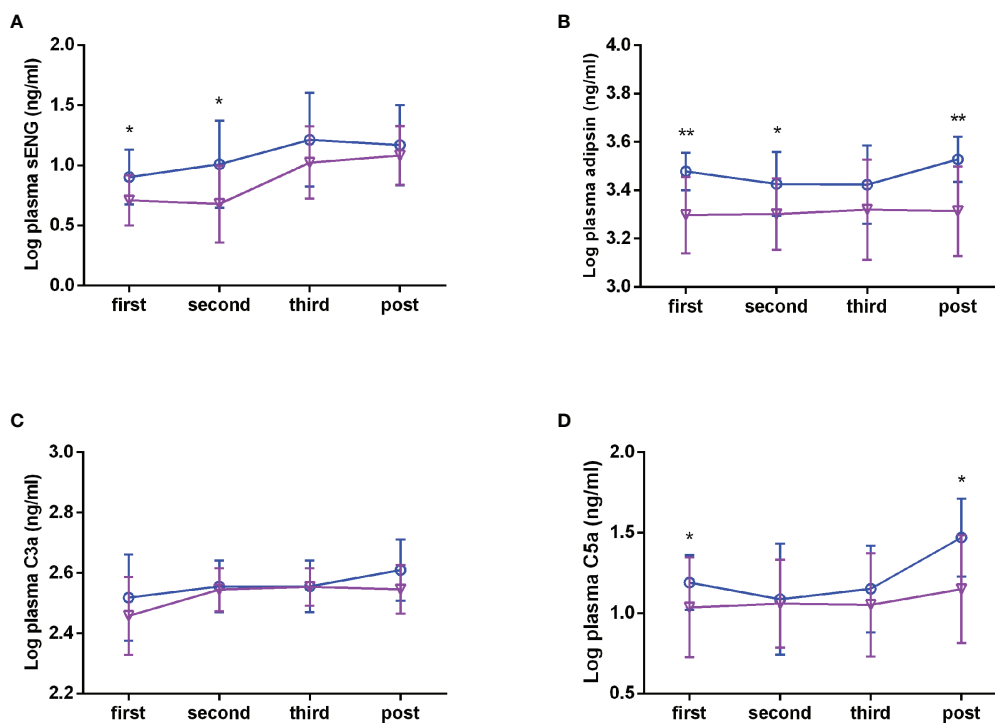 A
Log plasma sENG (ng/ml)
2.0
1.5
1.0
0.5
0.0
*
*
first second third post
B
Log plasma adipsin (ng/ml)
4.0
3.8
3.6
3.4
3.2
3.0
**
*
**
first second third post
C
Log plasma C3a (ng/ml)
3.0
2.8
2.6
2.4
2.2
first second third post
D
Log plasma C5a (ng/ml)
2.0
1.5
1.0
0.5
*
*
first second third post